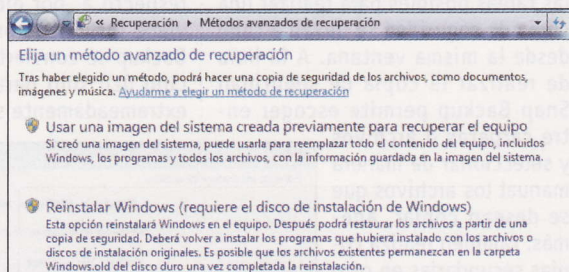 « Recuperación ▸ Métodos avanzados de recuperación
Elija un método avanzado de recuperación
Tras haber elegido un método, podrá hacer una copia de seguridad de los archivos, como documentos,
imágenes y música. Ayudarme a elegir un método de recuperación
Usar una imagen del sistema creada previamente para recuperar el equipo
Si creó una imagen del sistema, puede usarla para remplazar todo el contenido del equipo, incluidos
Windows, los programas y todos los archivos, con la información guardada en la imagen del sistema.
Reinstalar Windows (requiere el disco de instalación de Windows)
Esta opción reinstalará Windows en el equipo. Después podrá restaurar los archivos a partir de una
copia de seguridad. Deberá volver a instalar los programas que hubiera instalado con los archivos o
discos de instalación originales. Es posible que los archivos existentes permanezcan en la carpeta
Windows.old del disco duro una vez completada la reinstalación.